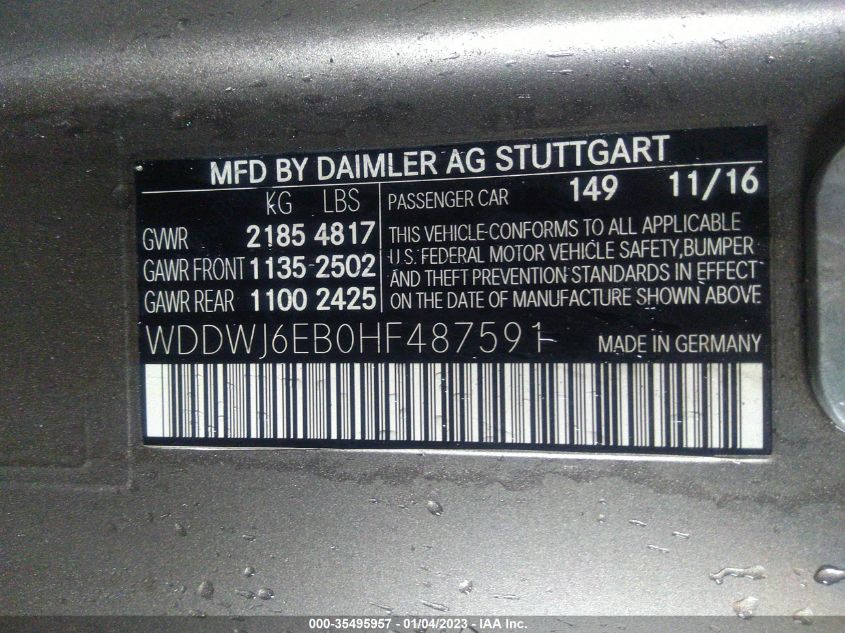 MFD BY DAIMLER AG STUTTGART
KG LBS
GVWR 2185 4817
GAWR FRONT 1135 2502
GAWR REAR 1100 2425
PASSENGER CAR 149 11/16
THIS VEHICLE CONFORMS TO ALL APPLICABLE
U.S. FEDERAL MOTOR VEHICLE SAFETY,BUMPER
AND THEFT PREVENTION STANDARDS IN EFFECT
ON THE DATE OF MANUFACTURE SHOWN ABOVE.
WDDWJ6EB0HF487591 MADE IN GERMANY
000-35495957 - 01/04/2023 - © IAA Inc.